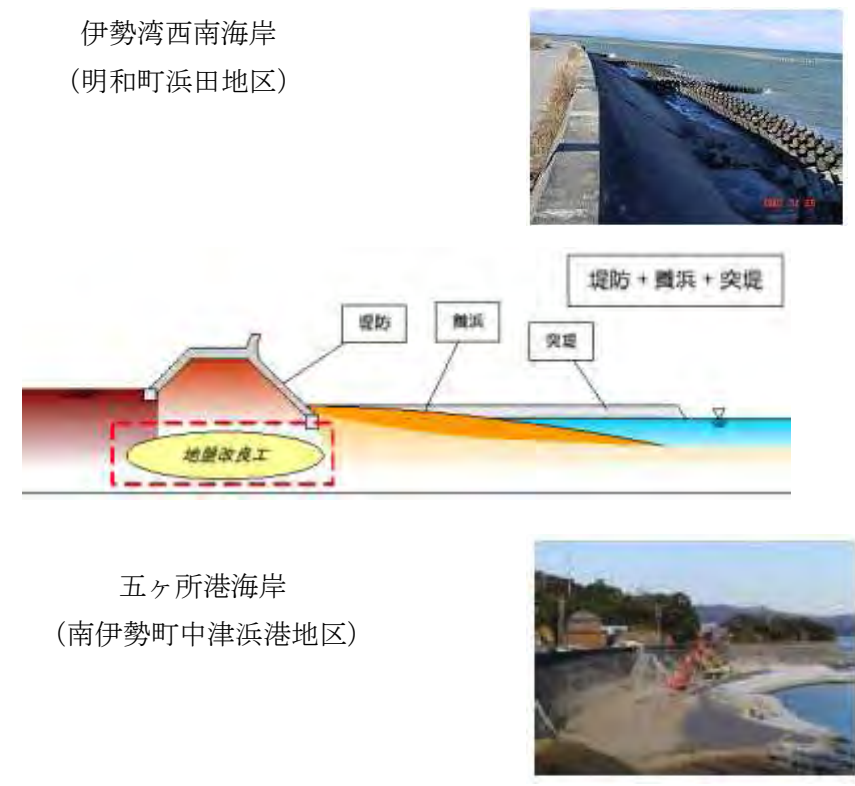 伊勢湾西南海岸
（明和町浜田地区）
堤防 + 養浜 + 突堤
堤防
養浜
突堤
地盤改良工
五ヶ所港海岸
（南伊勢町中津浜港地区）